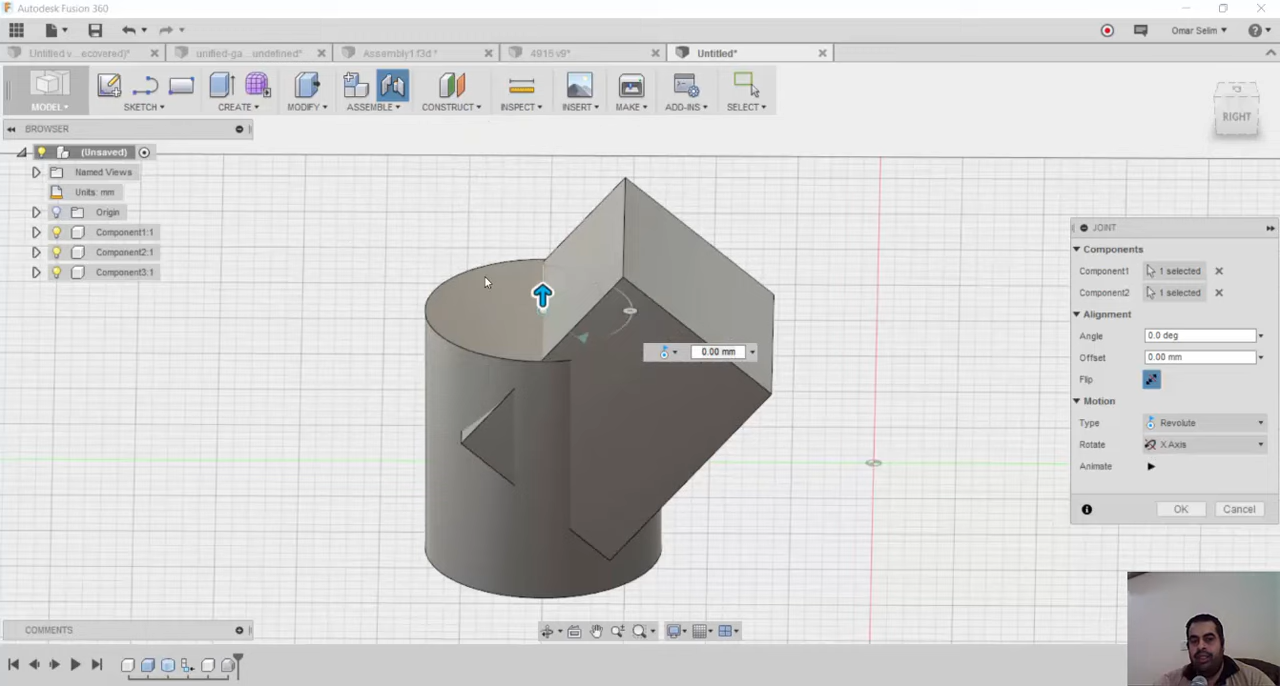 Autodesk Fusion 360
Omar Selim
Untitled v...ecovered)*
unified-ga...undefined*
Assembly1.f3d*
4915 v9*
Untitled*
MODEL
SKETCH
CREATE
MODIFY
ASSEMBLE
CONSTRUCT
INSPECT
INSERT
MAKE
ADD-INS
SELECT
RIGHT
BROWSER
(Unsaved)
Named Views
Units: mm
Origin
Component1:1
Component2:1
Component3:1
0.00 mm
JOINT
Components
Component1 1 selected
Component2 1 selected
Alignment
Angle 0.0 deg
Offset 0.00 mm
Flip
Motion
Type Revolute
Rotate X Axis
Animate
OK Cancel
COMMENTS